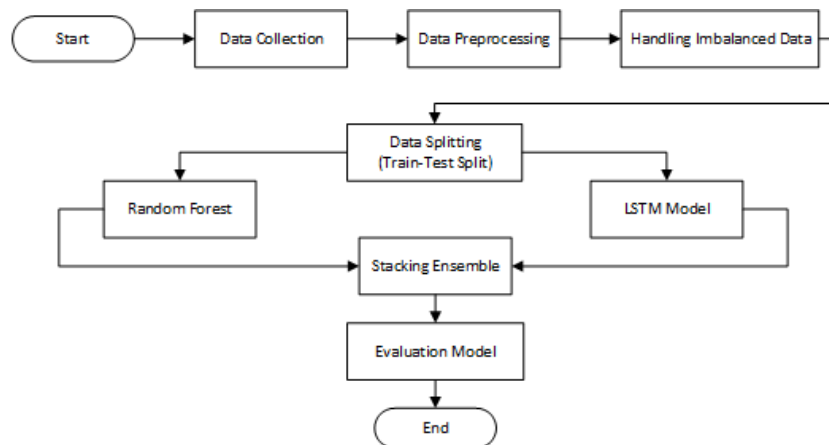 Start
Data Collection
Data Preprocessing
Handling Imbalanced Data
Data Splitting
(Train-Test Split)
Random Forest
LSTM Model
Stacking Ensemble
Evaluation Model
End